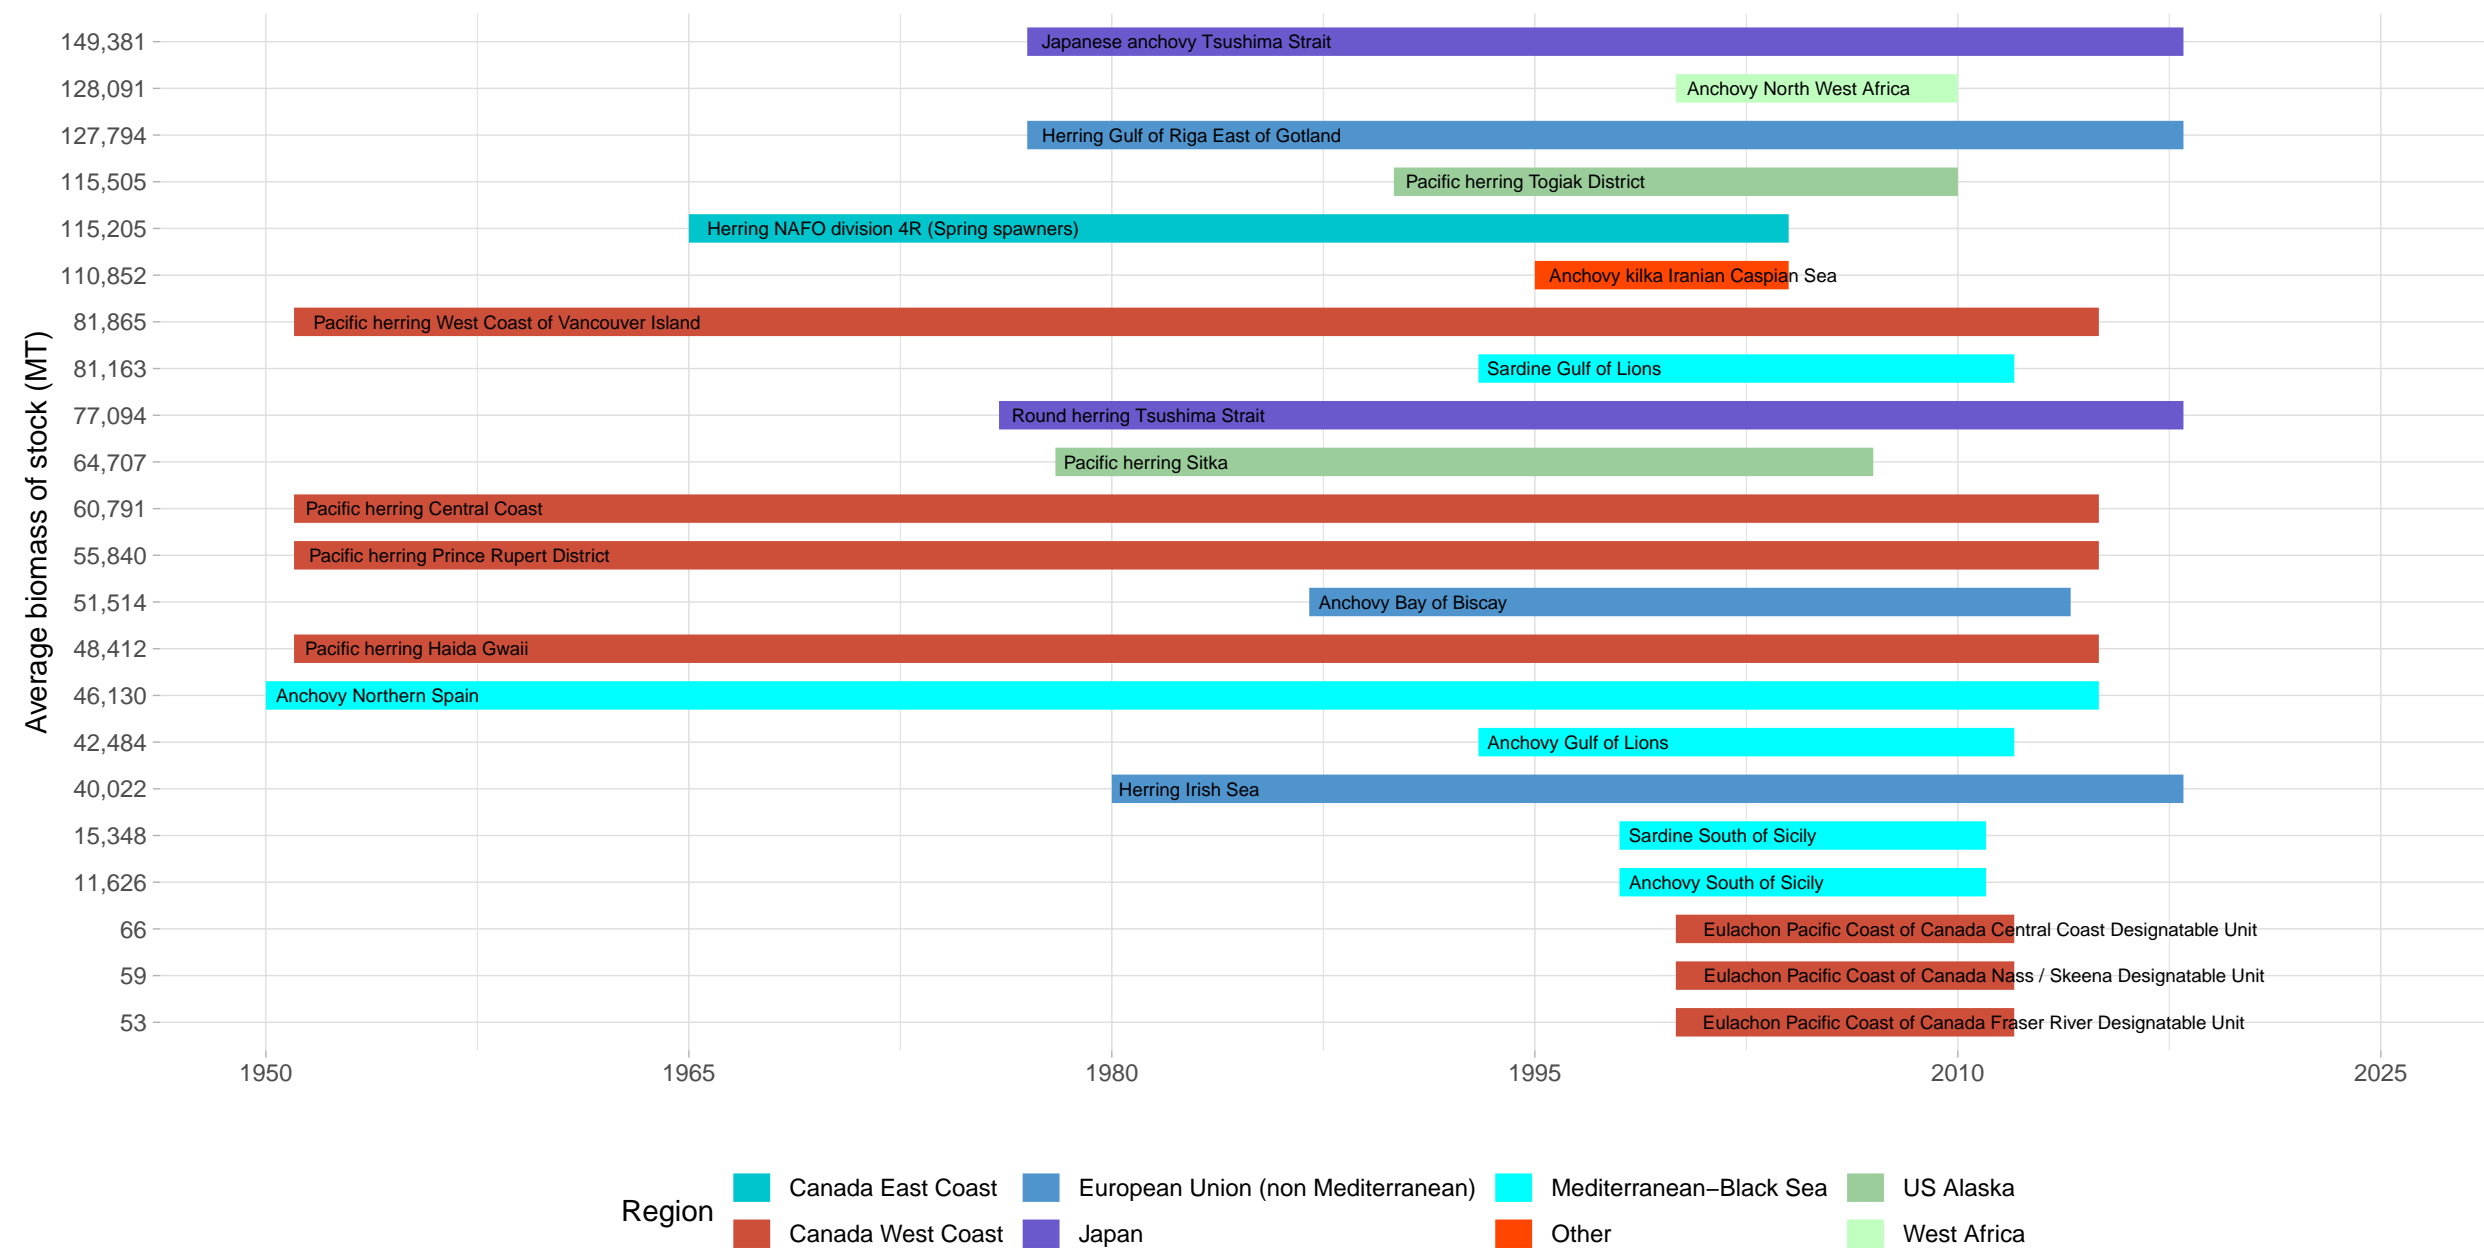 149,381 Japanese anchovy Tsushima Strait
128,091 Anchovy North West Africa
127,794 Herring Gulf of Riga East of Gotland
115,505 Pacific herring Togiak District
115,205 Herring NAFO division 4R (Spring spawners)
110,852 Anchovy kilka Iranian Caspian Sea
81,865 Pacific herring West Coast of Vancouver Island
81,163 Sardine Gulf of Lions
77,094 Round herring Tsushima Strait
64,707 Pacific herring Sitka
60,791 Pacific herring Central Coast
55,840 Pacific herring Prince Rupert District
51,514 Anchovy Bay of Biscay
48,412 Pacific herring Haida Gwaii
46,130 Anchovy Northern Spain
42,484 Anchovy Gulf of Lions
40,022 Herring Irish Sea
15,348 Sardine South of Sicily
11,626 Anchovy South of Sicily
66 Eulachon Pacific Coast of Canada Central Coast Designatable Unit
59 Eulachon Pacific Coast of Canada Nass / Skeena Designatable Unit
53 Eulachon Pacific Coast of Canada Fraser River Designatable Unit
Average biomass of stock (MT)
1950 1965 1980 1995 2010 2025
Region
Canada East Coast European Union (non Mediterranean) Mediterranean−Black Sea US Alaska
Canada West Coast Japan Other West Africa